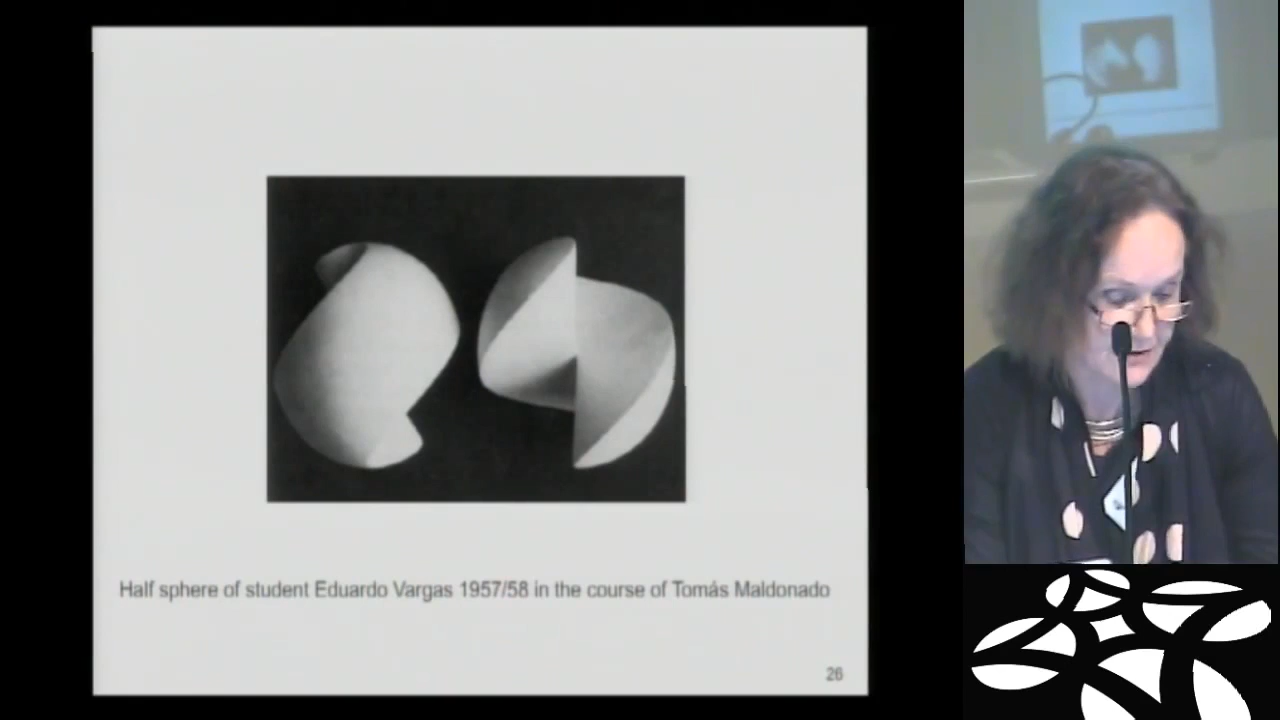 Half sphere of student Eduardo Vargas 1957/58 in the course of Tomás Maldonado
26